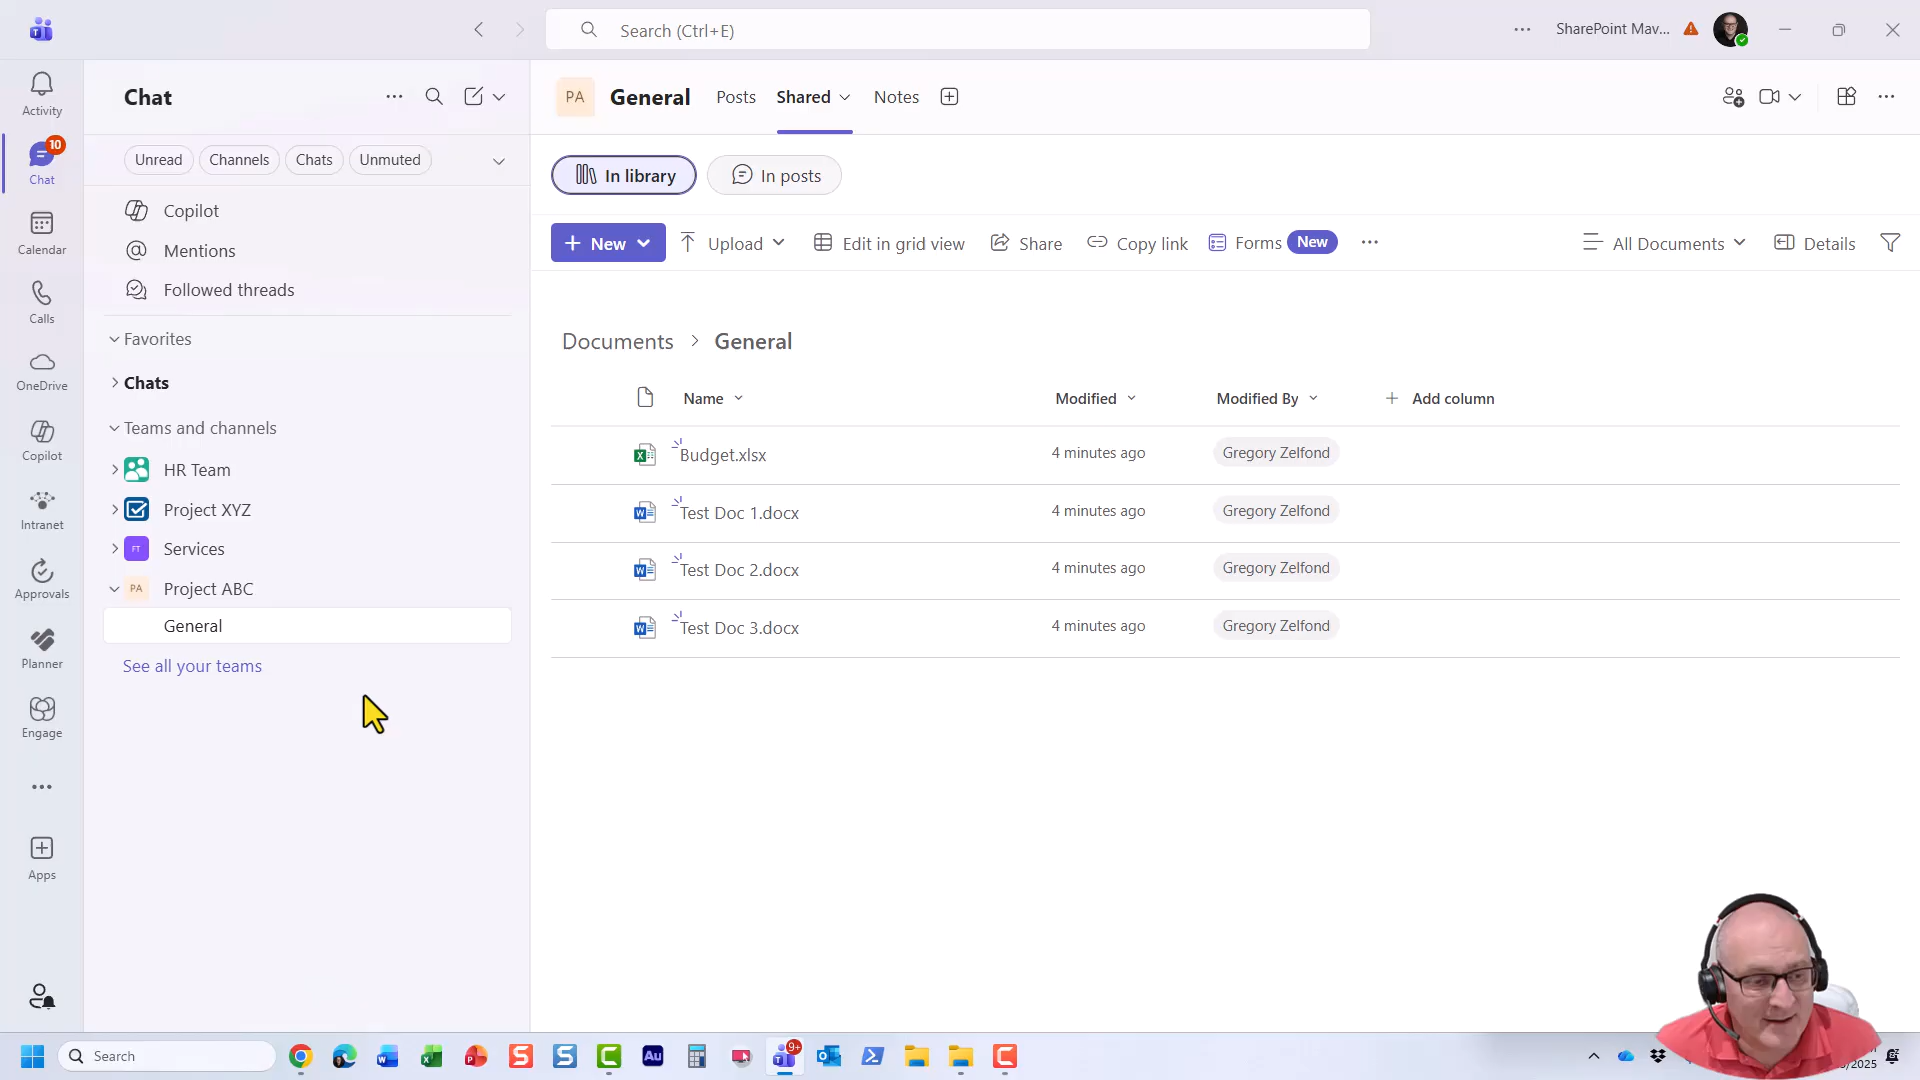 Search (Ctrl+E)
SharePoint Mav...
Activity
10
Chat
Calendar
Calls
OneDrive
Copilot
Intranet
Approvals
Planner
Engage
Apps
Chat
Unread
Channels
Chats
Unmuted
Copilot
Mentions
Followed threads
Favorites
Chats
Teams and channels
HR Team
Project XYZ
FT
Services
PA
Project ABC
General
See all your teams
PA
General
Posts
Shared
Notes
In library
In posts
New
Upload
Edit in grid view
Share
Copy link
Forms
New
All Documents
Details
Documents > General
Name
Modified
Modified By
Add column
Budget.xlsx
4 minutes ago
Gregory Zelfond
Test Doc 1.docx
4 minutes ago
Gregory Zelfond
Test Doc 2.docx
4 minutes ago
Gregory Zelfond
Test Doc 3.docx
4 minutes ago
Gregory Zelfond
Search
Au
9+
/2025